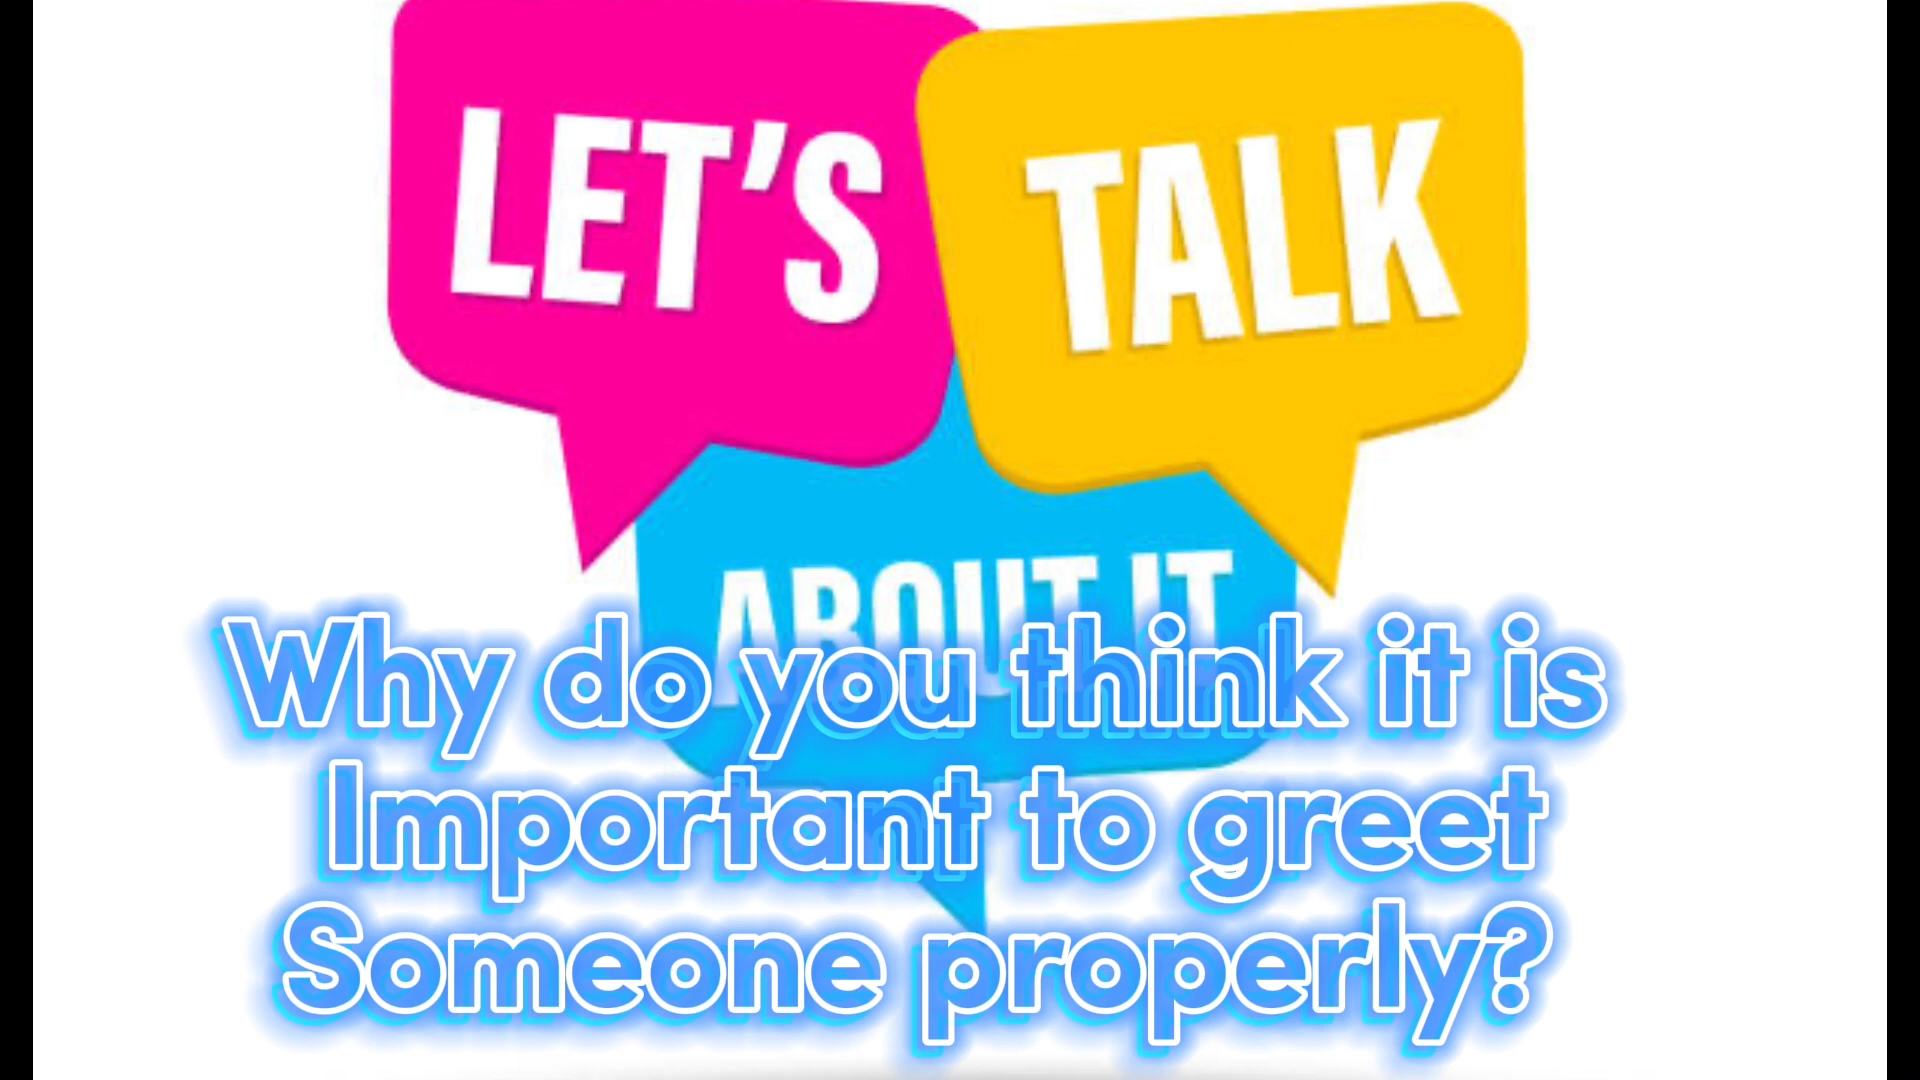 LET'S TALK
ABOUT IT
Why do you think it is
Important to greet
Someone properly?